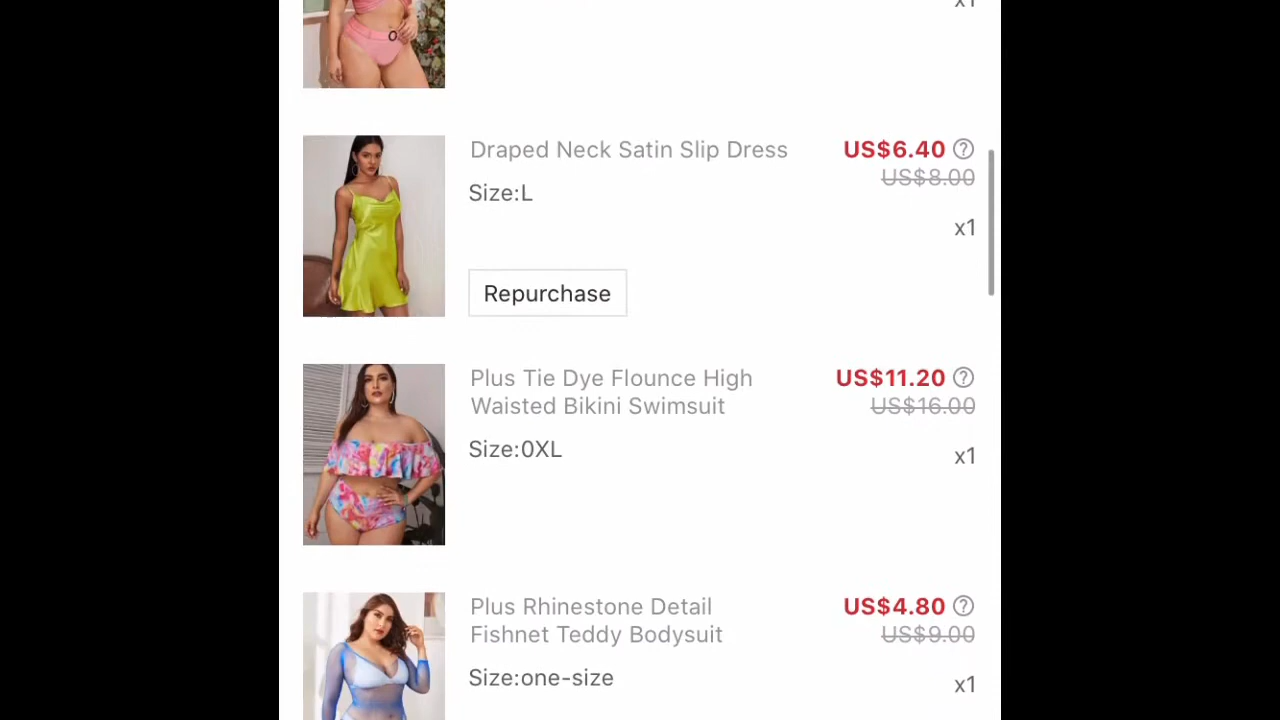 x1
Draped Neck Satin Slip Dress
US$6.40 ?
US$8.00
Size:L
x1
Repurchase
Plus Tie Dye Flounce High
Waisted Bikini Swimsuit
US$11.20 ?
US$16.00
Size:0XL
x1
Plus Rhinestone Detail
Fishnet Teddy Bodysuit
US$4.80 ?
US$9.00
Size:one-size
x1